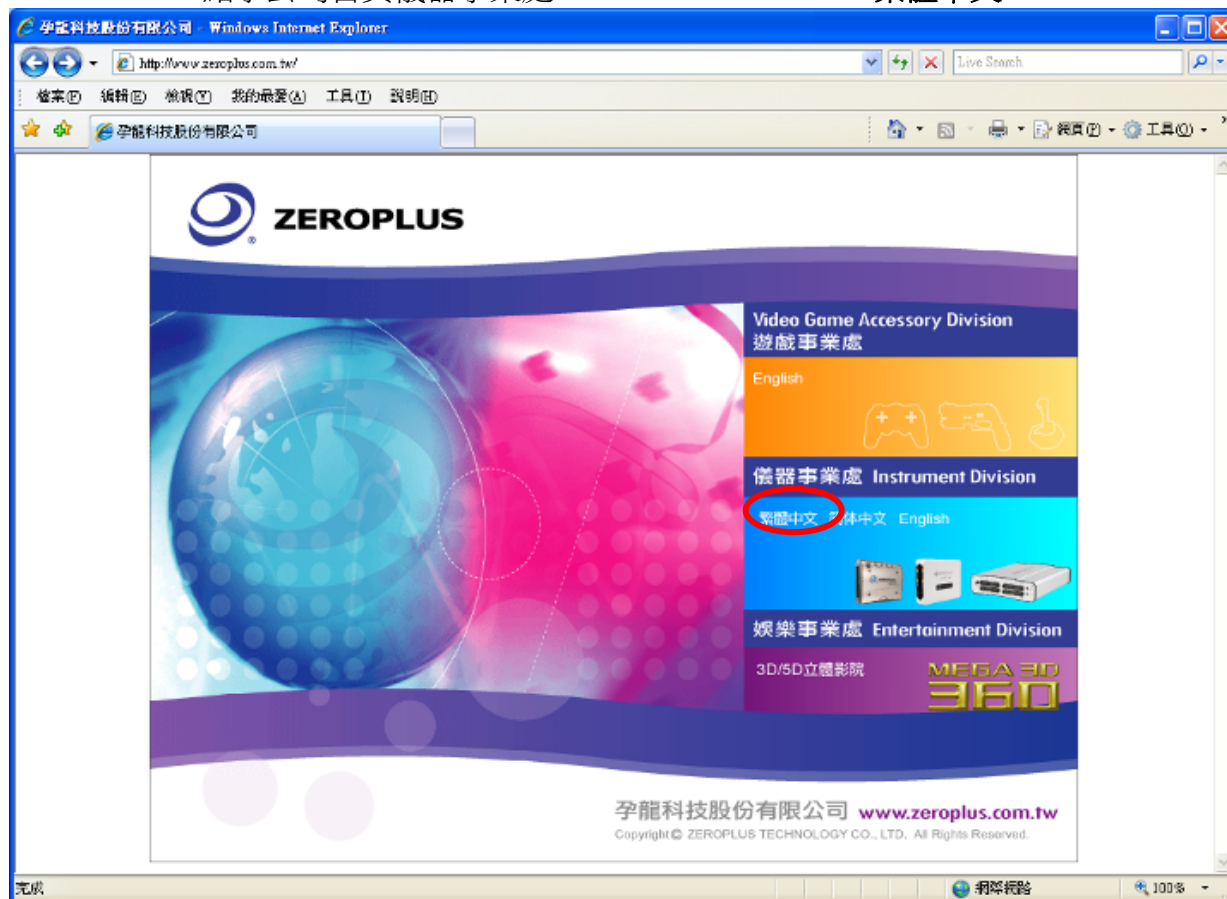 孕龍科技股份有限公司 - Windows Internet Explorer
http://www.zeroplus.com.tw/
Live Search
檔案(F) 編輯(E) 檢視(V) 我的最愛(A) 工具(T) 說明(H)
孕龍科技股份有限公司
網頁(P)
工具(O)
ZEROPLUS
Video Game Accessory Division
遊戲事業處
English
儀器事業處 Instrument Division
繁體中文 简体中文 English
娛樂事業處 Entertainment Division
3D/5D立體影院
MEGA 3D
360
孕龍科技股份有限公司 www.zeroplus.com.tw
Copyright © ZEROPLUS TECHNOLOGY CO., LTD. All Rights Reserved.
完成
網際網路
100%